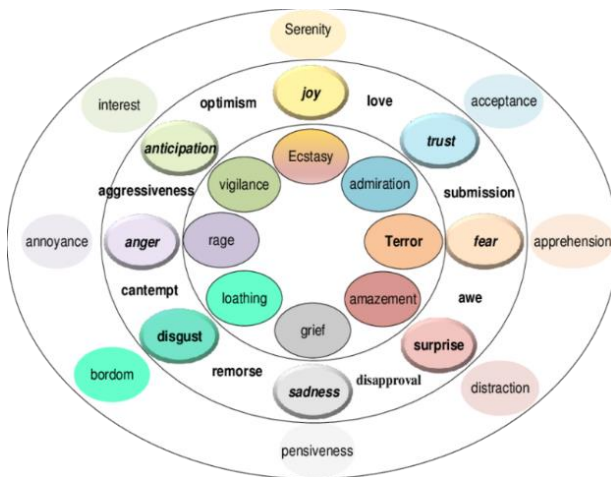 Serenity
interest
optimism
joy
love
acceptance
anticipation
Ecstasy
trust
aggressiveness
vigilance
admiration
submission
annoyance
anger
rage
Terror
fear
apprehension
cantempt
loathing
amazement
awe
disgust
grief
surprise
bordom
remorse
sadness
disapproval
distraction
pensiveness